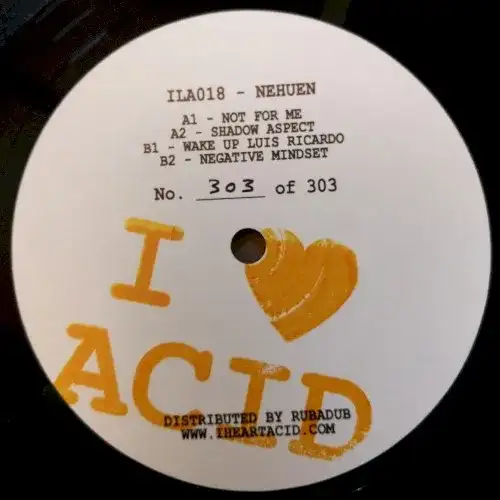 ILA018 - NEHUEN
A1 - NOT FOR ME
A2 - SHADOW ASPECT
B1 - WAKE UP LUIS RICARDO
B2 - NEGATIVE MINDSET
No. 303 of 303
I
ACID
DISTRIBUTED BY RUBADUB
WWW.IHEARTACID.COM